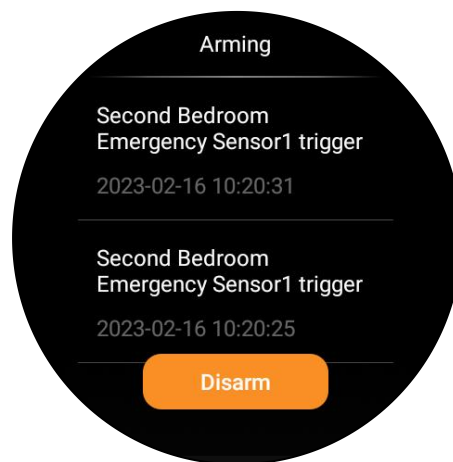 Arming
Second Bedroom
Emergency Sensor1 trigger
2023-02-16 10:20:31
Second Bedroom
Emergency Sensor1 trigger
2023-02-16 10:20:25
Disarm